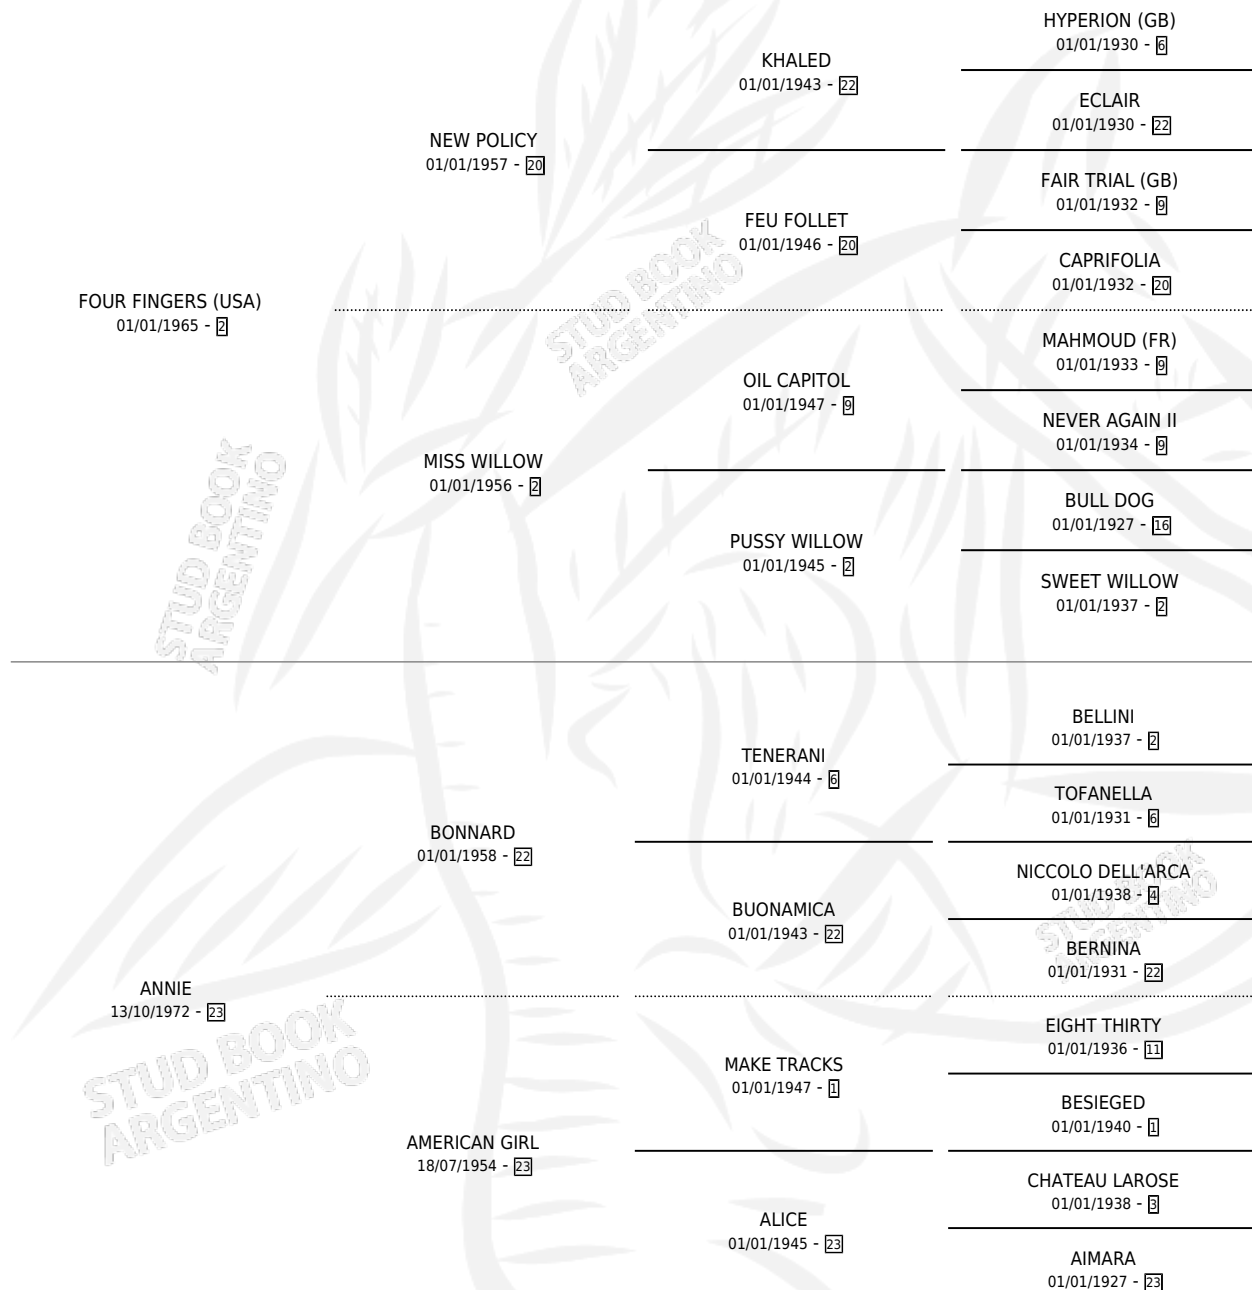 FOUR FINGERS (USA)
01/01/1965 - 2
NEW POLICY
01/01/1957 - 20
KHALED
01/01/1943 - 22
HYPERION (GB)
01/01/1930 - 6
ECLAIR
01/01/1930 - 22
FEU FOLLET
01/01/1946 - 20
FAIR TRIAL (GB)
01/01/1932 - 9
CAPRIFOLIA
01/01/1932 - 20
MISS WILLOW
01/01/1956 - 2
OIL CAPITOL
01/01/1947 - 9
MAHMOUD (FR)
01/01/1933 - 9
NEVER AGAIN II
01/01/1934 - 9
PUSSY WILLOW
01/01/1945 - 2
BULL DOG
01/01/1927 - 16
SWEET WILLOW
01/01/1937 - 2
ANNIE
13/10/1972 - 23
BONNARD
01/01/1958 - 22
TENERANI
01/01/1944 - 6
BELLINI
01/01/1937 - 2
TOFANELLA
01/01/1931 - 6
BUONAMICA
01/01/1943 - 22
NICCOLO DELL'ARCA
01/01/1938 - 4
BERNINA
01/01/1931 - 22
AMERICAN GIRL
18/07/1954 - 23
MAKE TRACKS
01/01/1947 - 1
EIGHT THIRTY
01/01/1936 - 11
BESIEGED
01/01/1940 - 1
ALICE
01/01/1945 - 23
CHATEAU LAROSE
01/01/1938 - 3
AIMARA
01/01/1927 - 23
STUD BOOK
ARGENTINO
STUD BOOK
ARGENTINO
STUD BOOK
ARGENTINO
STUD BOOK
ARGENTINO